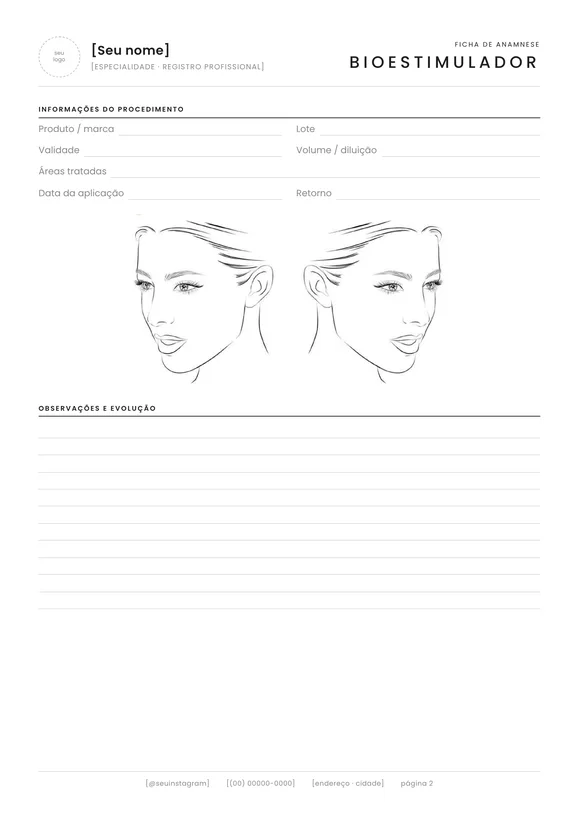 seu
logo
[Seu nome]
[ESPECIALIDADE · REGISTRO PROFISSIONAL]
FICHA DE ANAMNESE
BIOESTIMULADOR
INFORMAÇÕES DO PROCEDIMENTO
Produto / marca
Lote
Validade
Volume / diluição
Áreas tratadas
Data da aplicação
Retorno
OBSERVAÇÕES E EVOLUÇÃO
[@seuinstagram] [(00) 00000-0000] [endereço · cidade] página 2